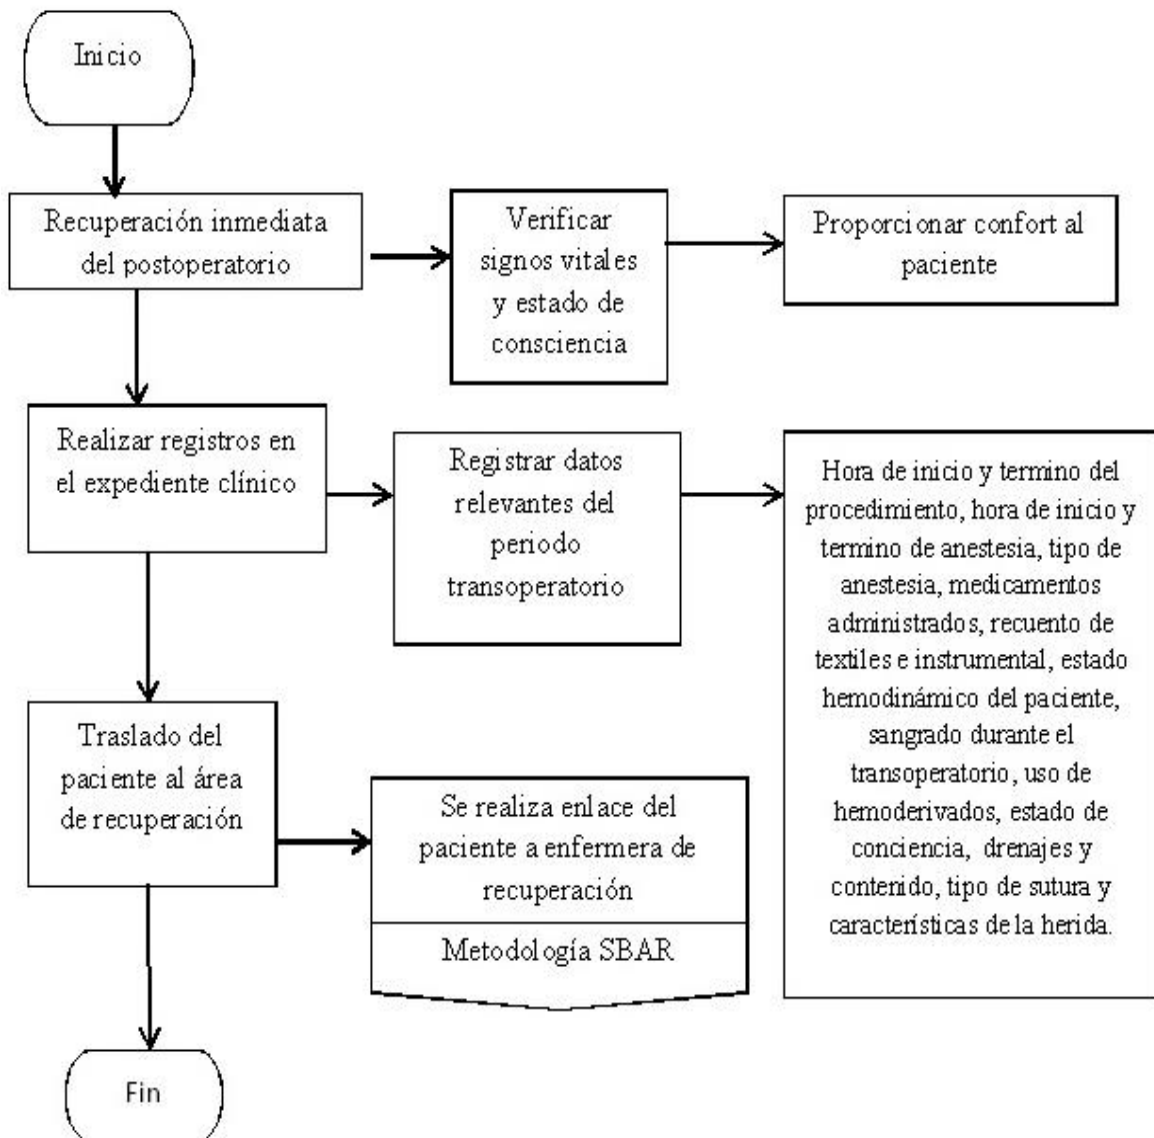 Inicio
Recuperación inmediata
del postoperatorio
Verificar
signos vitales
y estado de
consciencia
Proporcionar confort al
paciente
Realizar registros en
el expediente clínico
Registrar datos
relevantes del
periodo
transoperatorio
Hora de inicio y termino del
procedimiento, hora de inicio y
termino de anestesia, tipo de
anestesia, medicamentos
administrados, recuento de
textiles e instrumental, estado
hemodinámico del paciente,
sangrado durante el
transoperatorio, uso de
hemoderivados, estado de
conciencia, drenajes y
contenido, tipo de sutura y
características de la herida.
Traslado del
paciente al área
de recuperación
Se realiza enlace del
paciente a enfermera de
recuperación
Metodología SBAR
Fin